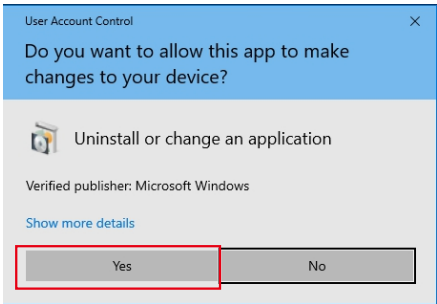 User Account Control
Do you want to allow this app to make
changes to your device?
Uninstall or change an application
Verified publisher: Microsoft Windows
Show more details
Yes
No